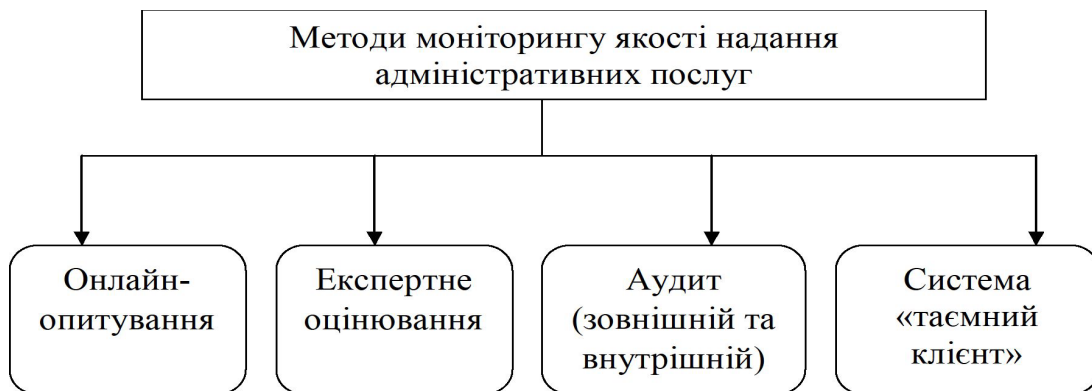 Методи моніторингу якості надання
адміністративних послуг
Онлайн-
опитування
Експертне
оцінювання
Аудит
(зовнішній та
внутрішній)
Система
«таємний
клієнт»